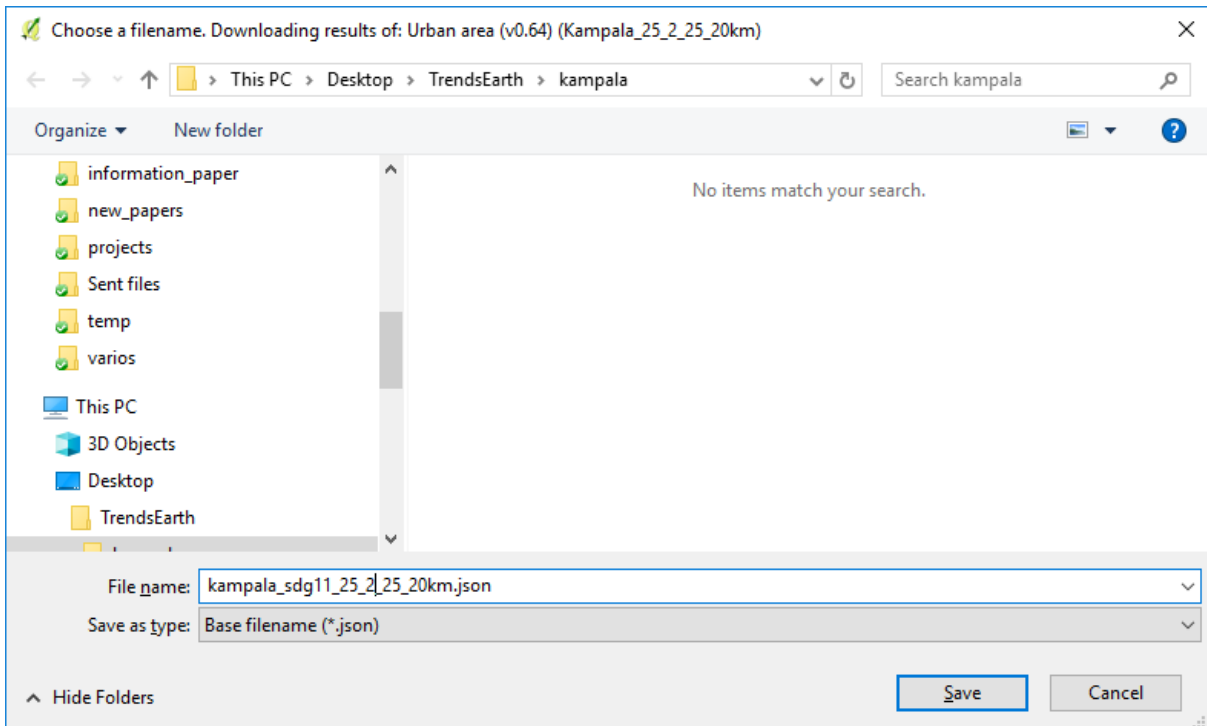 Choose a filename. Downloading results of: Urban area (v0.64) (Kampala_25_2_25_20km)
This PC > Desktop > TrendsEarth > kampala
Search kampala
Organize
New folder
?
information_paper
new_papers
projects
Sent files
temp
varios
This PC
3D Objects
Desktop
TrendsEarth
No items match your search.
File name: kampala_sdg11_25_2_25_20km.json
Save as type: Base filename (*.json)
Hide Folders
Save
Cancel